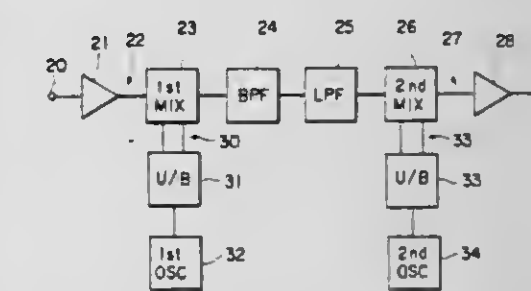 20
21
22
23
24
25
26
27
28
1st
MIX
BPF
LPF
2nd
MIX
30
33
U/B
31
U/B
33
1st
OSC
32
2nd
OSC
34